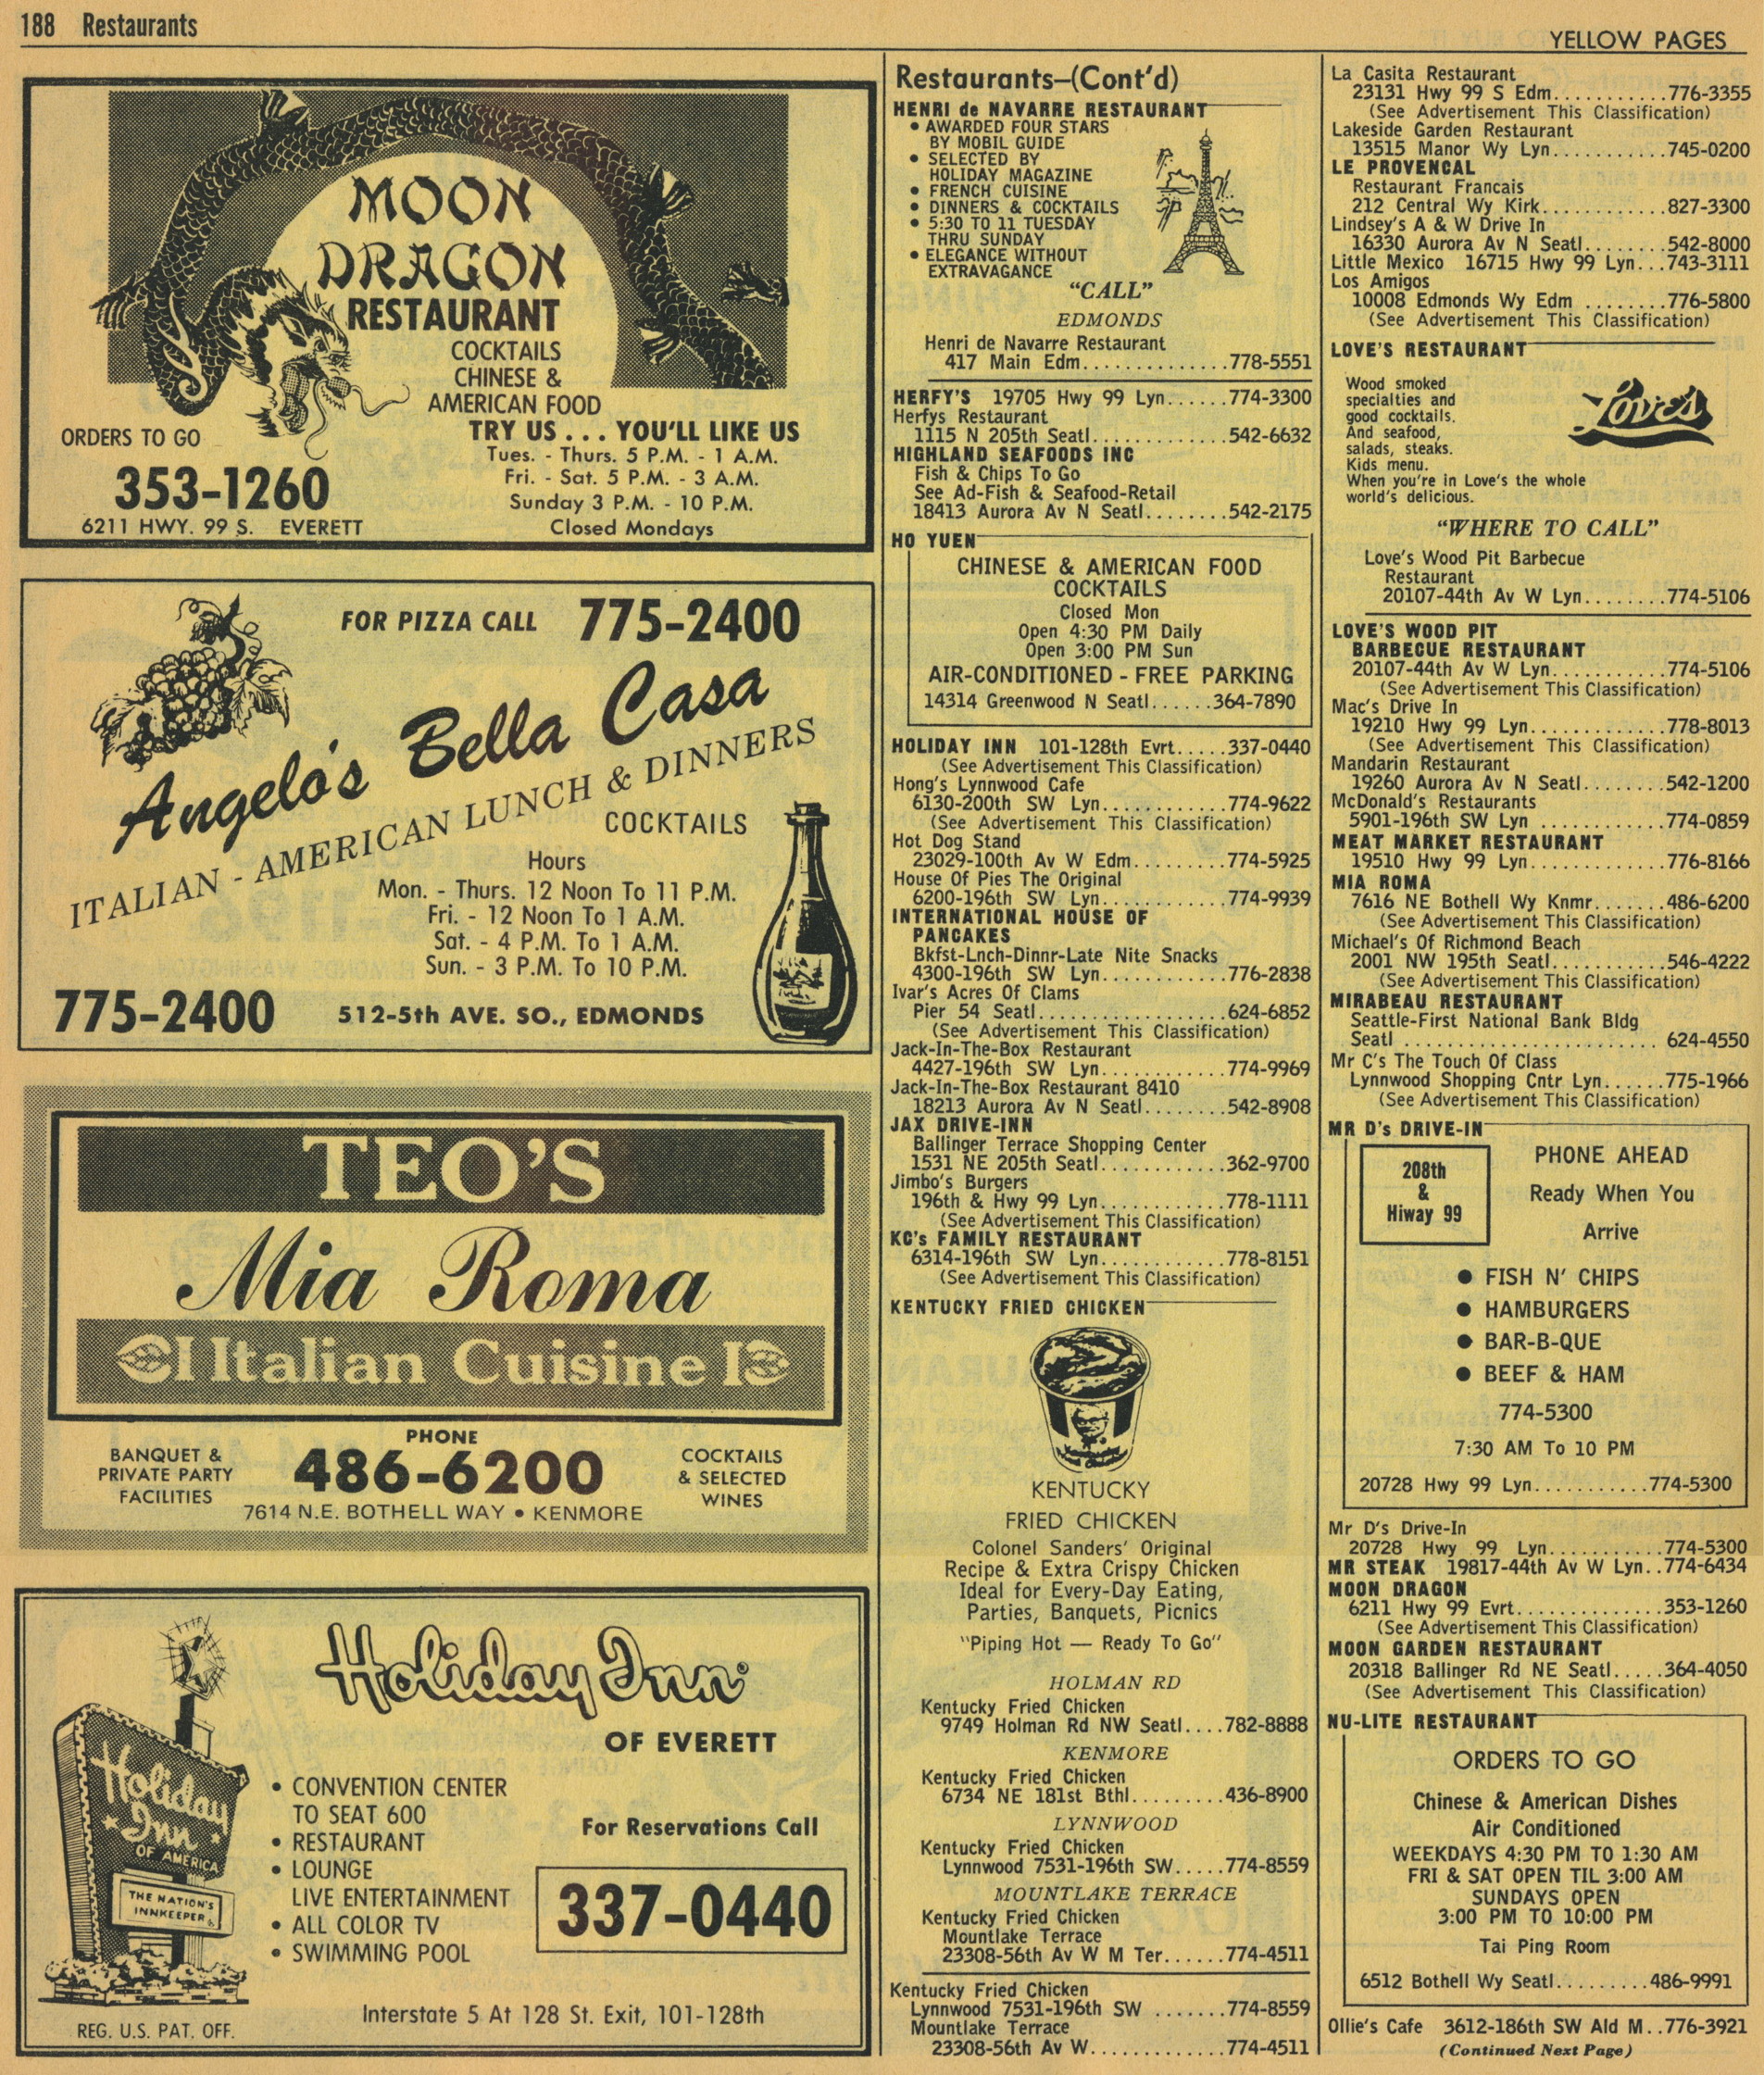 188 Restaurants
YELLOW PAGES
MOON
DRAGON
RESTAURANT
COCKTAILS
CHINESE &
AMERICAN FOOD
ORDERS TO GO
TRY US . . . YOU'LL LIKE US
353-1260
Tues. - Thurs. 5 P.M. - 1 A.M.
Fri. - Sat. 5 P.M. - 3 A.M.
Sunday 3 P.M. - 10 P.M.
6211 HWY. 99 S. EVERETT
Closed Mondays
FOR PIZZA CALL 775-2400
Angelo's Bella Casa
ITALIAN - AMERICAN LUNCH & DINNERS
COCKTAILS
Hours
Mon. - Thurs. 12 Noon To 11 P.M.
Fri. - 12 Noon To 1 A.M.
Sat. - 4 P.M. To 1 A.M.
Sun. - 3 P.M. To 10 P.M.
775-2400 512-5th AVE. SO., EDMONDS
TEO'S
Mia Roma
Italian Cuisine
PHONE
486-6200
BANQUET &
PRIVATE PARTY
FACILITIES
COCKTAILS
& SELECTED
WINES
7614 N.E. BOTHELL WAY • KENMORE
Holiday Inn
OF EVERETT
Holiday
Inn
OF AMERICA
THE NATION'S
INNKEEPER
• CONVENTION CENTER
TO SEAT 600
• RESTAURANT
• LOUNGE
LIVE ENTERTAINMENT
• ALL COLOR TV
• SWIMMING POOL
For Reservations Call
337-0440
Interstate 5 At 128 St. Exit, 101-128th
REG. U.S. PAT. OFF.
Restaurants—(Cont'd)
HENRI de NAVARRE RESTAURANT
• AWARDED FOUR STARS
BY MOBIL GUIDE
• SELECTED BY
HOLIDAY MAGAZINE
• FRENCH CUISINE
• DINNERS & COCKTAILS
• 5:30 TO 11 TUESDAY
THRU SUNDAY
• ELEGANCE WITHOUT
EXTRAVAGANCE
"CALL"
EDMONDS
Henri de Navarre Restaurant
417 Main Edm..............778-5551
HERFY'S 19705 Hwy 99 Lyn......774-3300
Herfys Restaurant
1115 N 205th Seatl.............542-6632
HIGHLAND SEAFOODS INC
Fish & Chips To Go
See Ad-Fish & Seafood-Retail
18413 Aurora Av N Seatl........542-2175
HO YUEN
CHINESE & AMERICAN FOOD
COCKTAILS
Closed Mon
Open 4:30 PM Daily
Open 3:00 PM Sun
AIR-CONDITIONED - FREE PARKING
14314 Greenwood N Seatl......364-7890
HOLIDAY INN 101-128th Evrt.....337-0440
(See Advertisement This Classification)
Hong's Lynnwood Cafe
6130-200th SW Lyn............774-9622
(See Advertisement This Classification)
Hot Dog Stand
23029-100th Av W Edm.........774-5925
House Of Pies The Original
6200-196th SW Lyn............774-9939
INTERNATIONAL HOUSE OF
PANCAKES
Bkfst-Lnch-Dinnr-Late Nite Snacks
4300-196th SW Lyn............776-2838
Ivar's Acres Of Clams
Pier 54 Seatl..................624-6852
(See Advertisement This Classification)
Jack-In-The-Box Restaurant
4427-196th SW Lyn............774-9969
Jack-In-The-Box Restaurant 8410
18213 Aurora Av N Seatl........542-8908
JAX DRIVE-INN
Ballinger Terrace Shopping Center
1531 NE 205th Seatl............362-9700
Jimbo's Burgers
196th & Hwy 99 Lyn............778-1111
(See Advertisement This Classification)
KC's FAMILY RESTAURANT
6314-196th SW Lyn............778-8151
(See Advertisement This Classification)
KENTUCKY FRIED CHICKEN
KENTUCKY
FRIED CHICKEN
Colonel Sanders' Original
Recipe & Extra Crispy Chicken
Ideal for Every-Day Eating,
Parties, Banquets, Picnics
"Piping Hot — Ready To Go"
HOLMAN RD
Kentucky Fried Chicken
9749 Holman Rd NW Seatl....782-8888
KENMORE
Kentucky Fried Chicken
6734 NE 181st Bthl.........436-8900
LYNNWOOD
Kentucky Fried Chicken
Lynnwood 7531-196th SW.....774-8559
MOUNTLAKE TERRACE
Kentucky Fried Chicken
Mountlake Terrace
23308-56th Av W M Ter......774-4511
Kentucky Fried Chicken
Lynnwood 7531-196th SW .......774-8559
Mountlake Terrace
23308-56th Av W.............774-4511
La Casita Restaurant
23131 Hwy 99 S Edm...........776-3355
(See Advertisement This Classification)
Lakeside Garden Restaurant
13515 Manor Wy Lyn...........745-0200
LE PROVENCAL
Restaurant Francais
212 Central Wy Kirk............827-3300
Lindsey's A & W Drive In
16330 Aurora Av N Seatl........542-8000
Little Mexico 16715 Hwy 99 Lyn...743-3111
Los Amigos
10008 Edmonds Wy Edm ........776-5800
(See Advertisement This Classification)
LOVE'S RESTAURANT
Wood smoked
specialties and
good cocktails.
And seafood,
salads, steaks.
Kids menu.
When you're in Love's the whole
world's delicious.
Love's
"WHERE TO CALL"
Love's Wood Pit Barbecue
Restaurant
20107-44th Av W Lyn........774-5106
LOVE'S WOOD PIT
BARBECUE RESTAURANT
20107-44th Av W Lyn...........774-5106
(See Advertisement This Classification)
Mac's Drive In
19210 Hwy 99 Lyn.............778-8013
(See Advertisement This Classification)
Mandarin Restaurant
19260 Aurora Av N Seatl........542-1200
McDonald's Restaurants
5901-196th SW Lyn ............774-0859
MEAT MARKET RESTAURANT
19510 Hwy 99 Lyn.............776-8166
MIA ROMA
7616 NE Bothell Wy Knmr.......486-6200
(See Advertisement This Classification)
Michael's Of Richmond Beach
2001 NW 195th Seatl...........546-4222
(See Advertisement This Classification)
MIRABEAU RESTAURANT
Seattle-First National Bank Bldg
Seatl ........................ 624-4550
Mr C's The Touch Of Class
Lynnwood Shopping Cntr Lyn......775-1966
(See Advertisement This Classification)
MR D's DRIVE-IN
208th
&
Hiway 99
PHONE AHEAD
Ready When You
Arrive
• FISH N' CHIPS
• HAMBURGERS
• BAR-B-QUE
• BEEF & HAM
774-5300
7:30 AM To 10 PM
20728 Hwy 99 Lyn...........774-5300
Mr D's Drive-In
20728 Hwy 99 Lyn...........774-5300
MR STEAK 19817-44th Av W Lyn..774-6434
MOON DRAGON
6211 Hwy 99 Evrt..............353-1260
(See Advertisement This Classification)
MOON GARDEN RESTAURANT
20318 Ballinger Rd NE Seatl.....364-4050
(See Advertisement This Classification)
NU-LITE RESTAURANT
ORDERS TO GO
Chinese & American Dishes
Air Conditioned
WEEKDAYS 4:30 PM TO 1:30 AM
FRI & SAT OPEN TIL 3:00 AM
SUNDAYS OPEN
3:00 PM TO 10:00 PM
Tai Ping Room
6512 Bothell Wy Seatl.........486-9991
Ollie's Cafe 3612-186th SW Ald M..776-3921
(Continued Next Page)